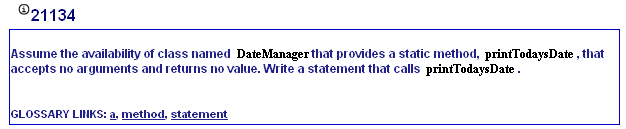 21134
Assume the availability of class named DateManager that provides a static method, printTodaysDate , that
accepts no arguments and returns no value. Write a statement that calls printTodaysDate .
GLOSSARY LINKS: a, method, statement